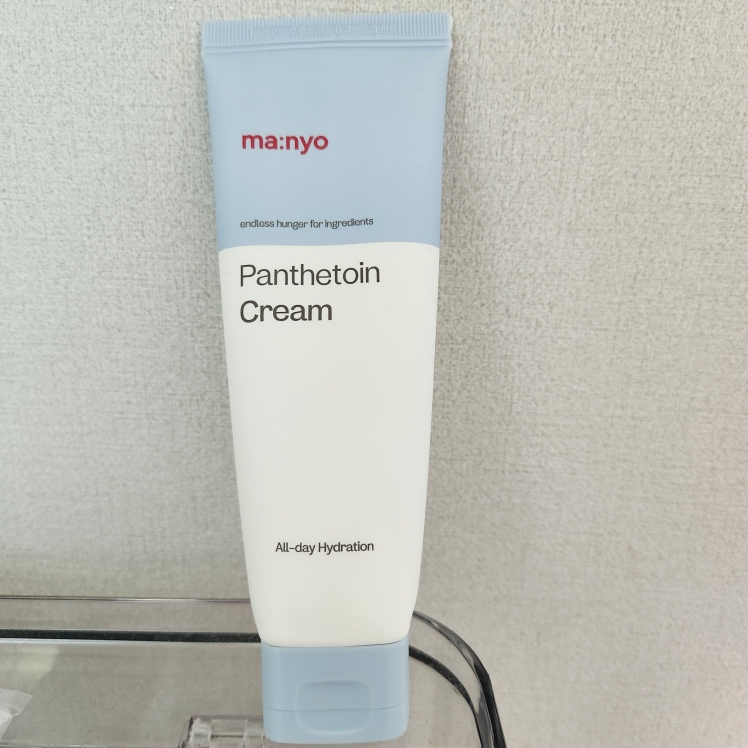 ma:nyo
endless hunger for ingredients
Panthetoin
Cream
All-day Hydration